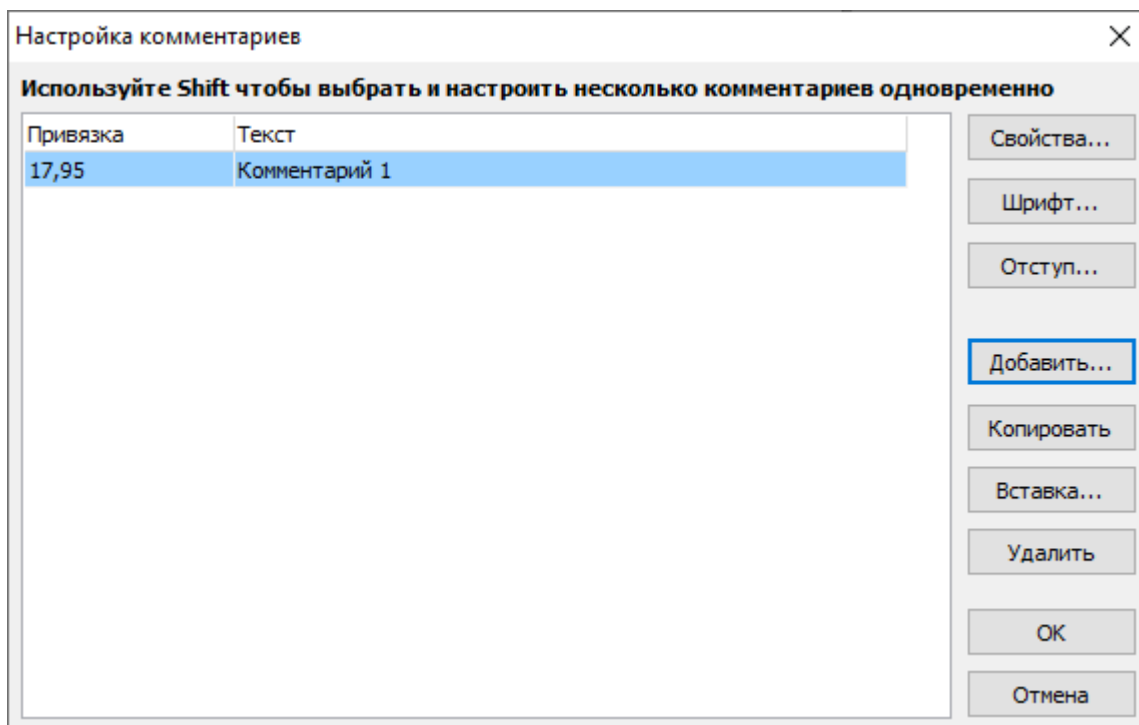 Настройка комментариев
Используйте Shift чтобы выбрать и настроить несколько комментариев одновременно
Привязка Текст
17,95 Комментарий 1
Свойства...
Шрифт...
Отступ...
Добавить...
Копировать
Вставка...
Удалить
OK
Отмена